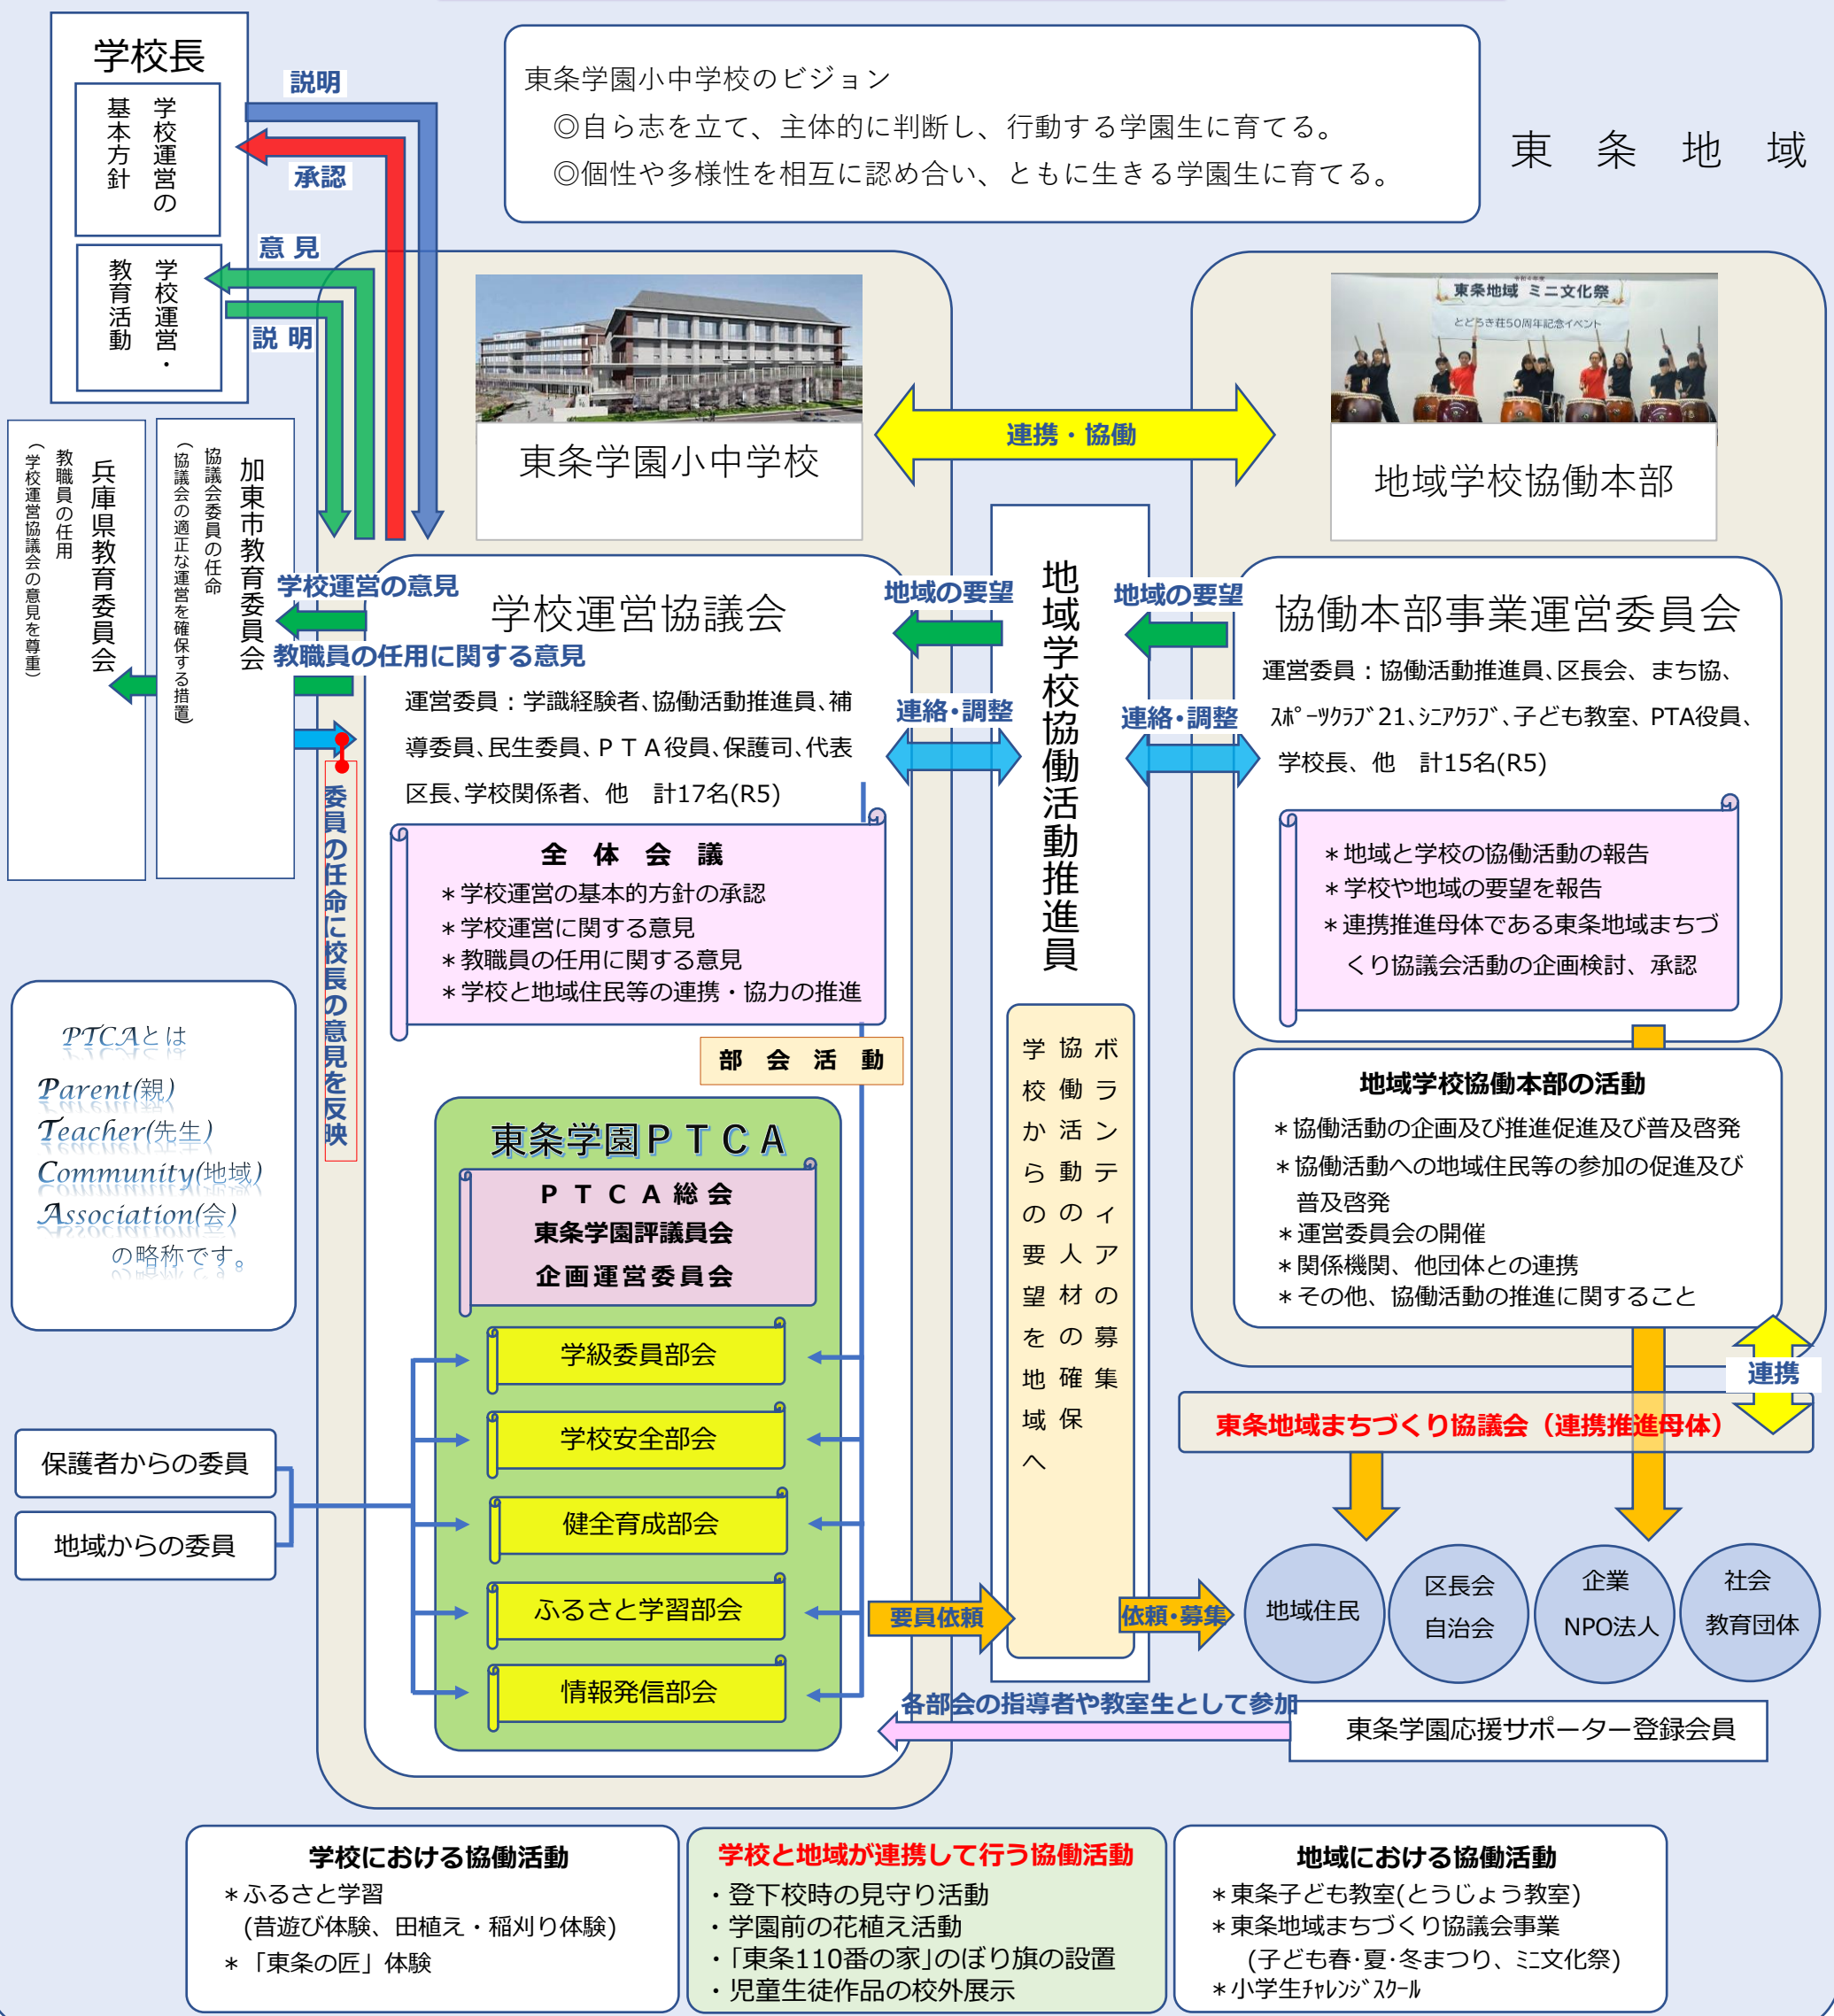 学校長
学校運営の
基本方針
学校運営・
教育活動
説明
承認
意 見
説 明
東条学園小中学校のビジョン
◎自ら志を立て、主体的に判断し、行動する学園生に育てる。
◎個性や多様性を相互に認め合い、ともに生きる学園生に育てる。
東 条 地 域
東条学園小中学校
連携・協働
東条地域 ミニ文化祭
とどろき荘50周年記念イベント
地域学校協働本部
兵庫県教育委員会
教職員の任用
(学校運営協議会の意見を尊重)
加東市教育委員会
協議会委員の任命
(協議会の適正な運営を確保する措置)
学校運営の意見
教職員の任用に関する意見
委員の任命に校長の意見を反映
学校運営協議会
運営委員：学識経験者､協働活動推進員､補
導委員､民生委員､ＰＴＡ役員､保護司､代表
区長､学校関係者、他　計17名(R5)
全 体 会 議
＊学校運営の基本的方針の承認
＊学校運営に関する意見
＊教職員の任用に関する意見
＊学校と地域住民等の連携・協力の推進
部 会 活 動
地域の要望
連絡･調整
地域学校協働活動推進員
地域の要望
連絡･調整
協働本部事業運営委員会
運営委員：協働活動推進員､区長会、まち協、
ｽﾎﾟｰﾂｸﾗﾌﾞ21､ｼﾆｱｸﾗﾌﾞ､子ども教室､PTA役員、
学校長、他　計15名(R5)
＊地域と学校の協働活動の報告
＊学校や地域の要望を報告
＊連携推進母体である東条地域まちづ
くり協議会活動の企画検討、承認
地域学校協働本部の活動
＊協働活動の企画及び推進促進及び普及啓発
＊協働活動への地域住民等の参加の促進及び
普及啓発
＊運営委員会の開催
＊関係機関、他団体との連携
＊その他、協働活動の推進に関すること
連携
東条地域まちづくり協議会（連携推進母体）
PTCAとは
Parent(親)
Teacher(先生)
Community(地域)
Association(会)
の略称です。
東条学園ＰＴＣＡ
ＰＴＣＡ総会
東条学園評議員会
企画運営委員会
学級委員部会
学校安全部会
健全育成部会
ふるさと学習部会
情報発信部会
保護者からの委員
地域からの委員
ボランティアの募集
協働活動の人材の確保
学校からの要望を地域へ
要員依頼
依頼･募集
地域住民
区長会
自治会
企業
NPO法人
社会
教育団体
各部会の指導者や教室生として参加
東条学園応援サポーター登録会員
学校における協働活動
＊ふるさと学習
(昔遊び体験、田植え・稲刈り体験)
＊「東条の匠」体験
学校と地域が連携して行う協働活動
・登下校時の見守り活動
・学園前の花植え活動
・｢東条110番の家｣のぼり旗の設置
・児童生徒作品の校外展示
地域における協働活動
＊東条子ども教室(とうじょう教室)
＊東条地域まちづくり協議会事業
(子ども春･夏･冬まつり、ﾐﾆ文化祭)
＊小学生ﾁｬﾚﾝｼﾞｽｸｰﾙ